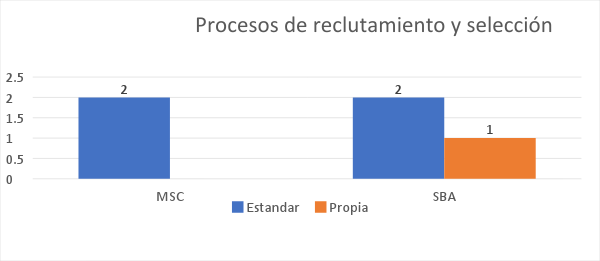 Procesos de reclutamiento y selección
2.5
2
1.5
1
0.5
0
2
2
1
MSC
SBA
Estandar
Propia